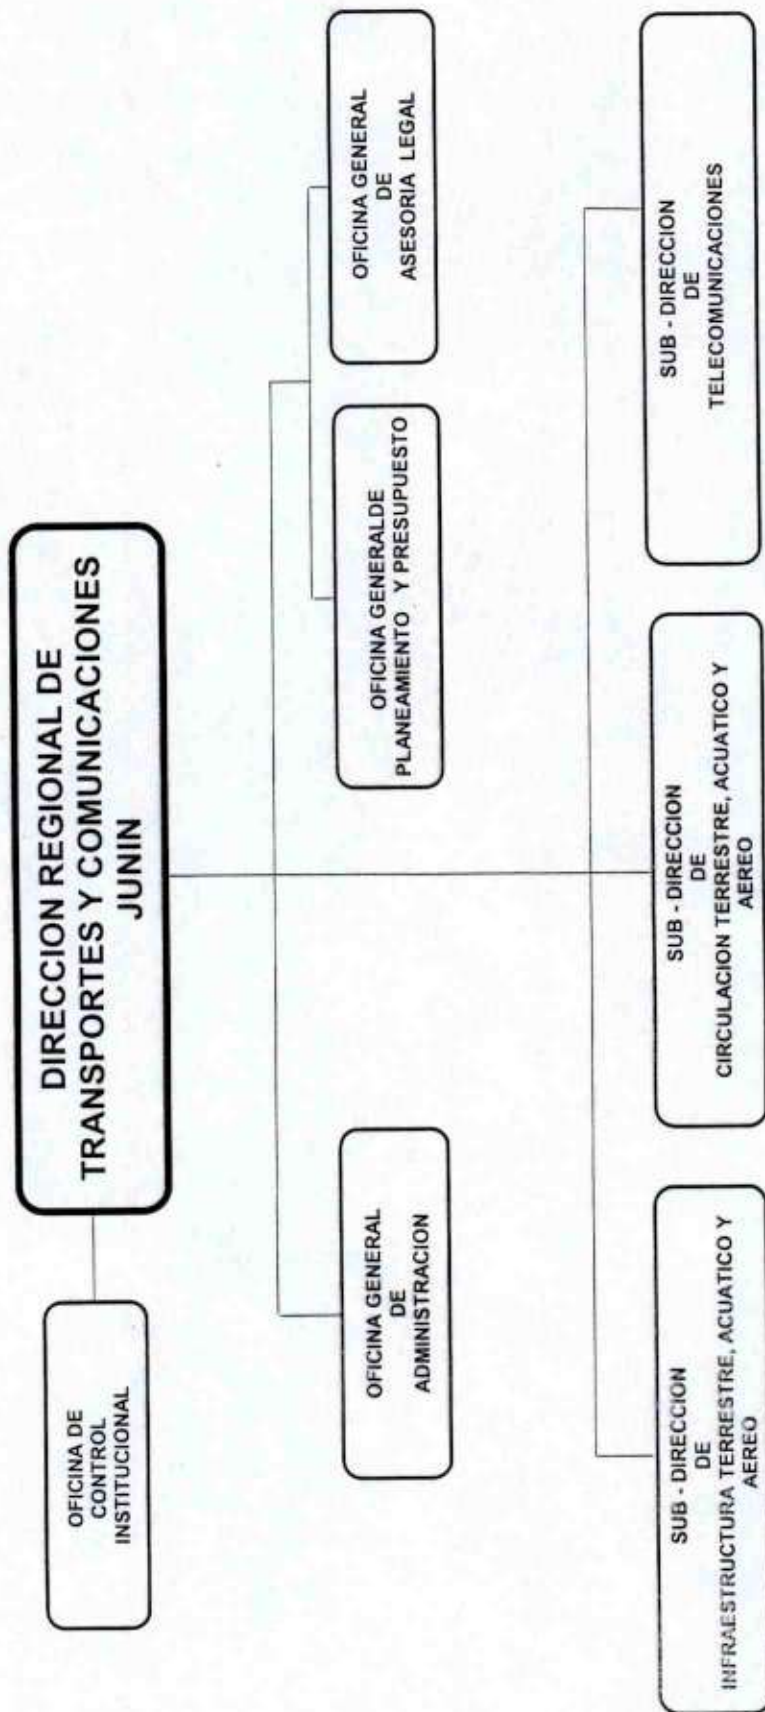 DIRECCION REGIONAL DE
TRANSPORTES Y COMUNICACIONES
JUNIN
OFICINA DE
CONTROL
INSTITUCIONAL
OFICINA GENERAL
DE
ADMINISTRACION
OFICINA GENERALDE
PLANEAMIENTO Y PRESUPUESTO
OFICINA GENERAL
DE
ASESORIA LEGAL
SUB - DIRECCION
DE
INFRAESTRUCTURA TERRESTRE, ACUATICO Y
AEREO
SUB - DIRECCION
DE
CIRCULACION TERRESTRE, ACUATICO Y
AEREO
SUB - DIRECCION
DE
TELECOMUNICACIONES